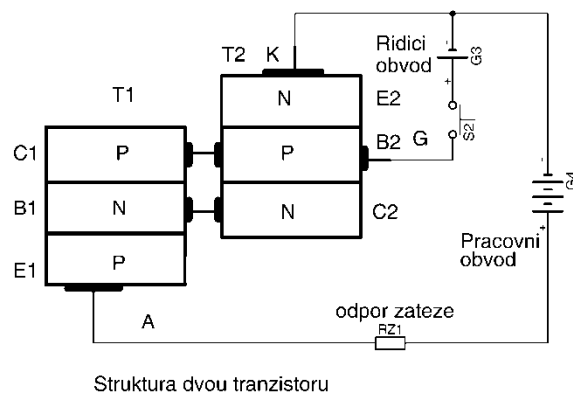 T2 K
Ridici
obvod
-
G3
+
N
E2
T1
S2
C1
P
P
B2
G
B1
N
N
C2
-
G4
+
Pracovni
obvod
E1
P
A
odpor zateze
RZ1
Struktura dvou tranzistoru